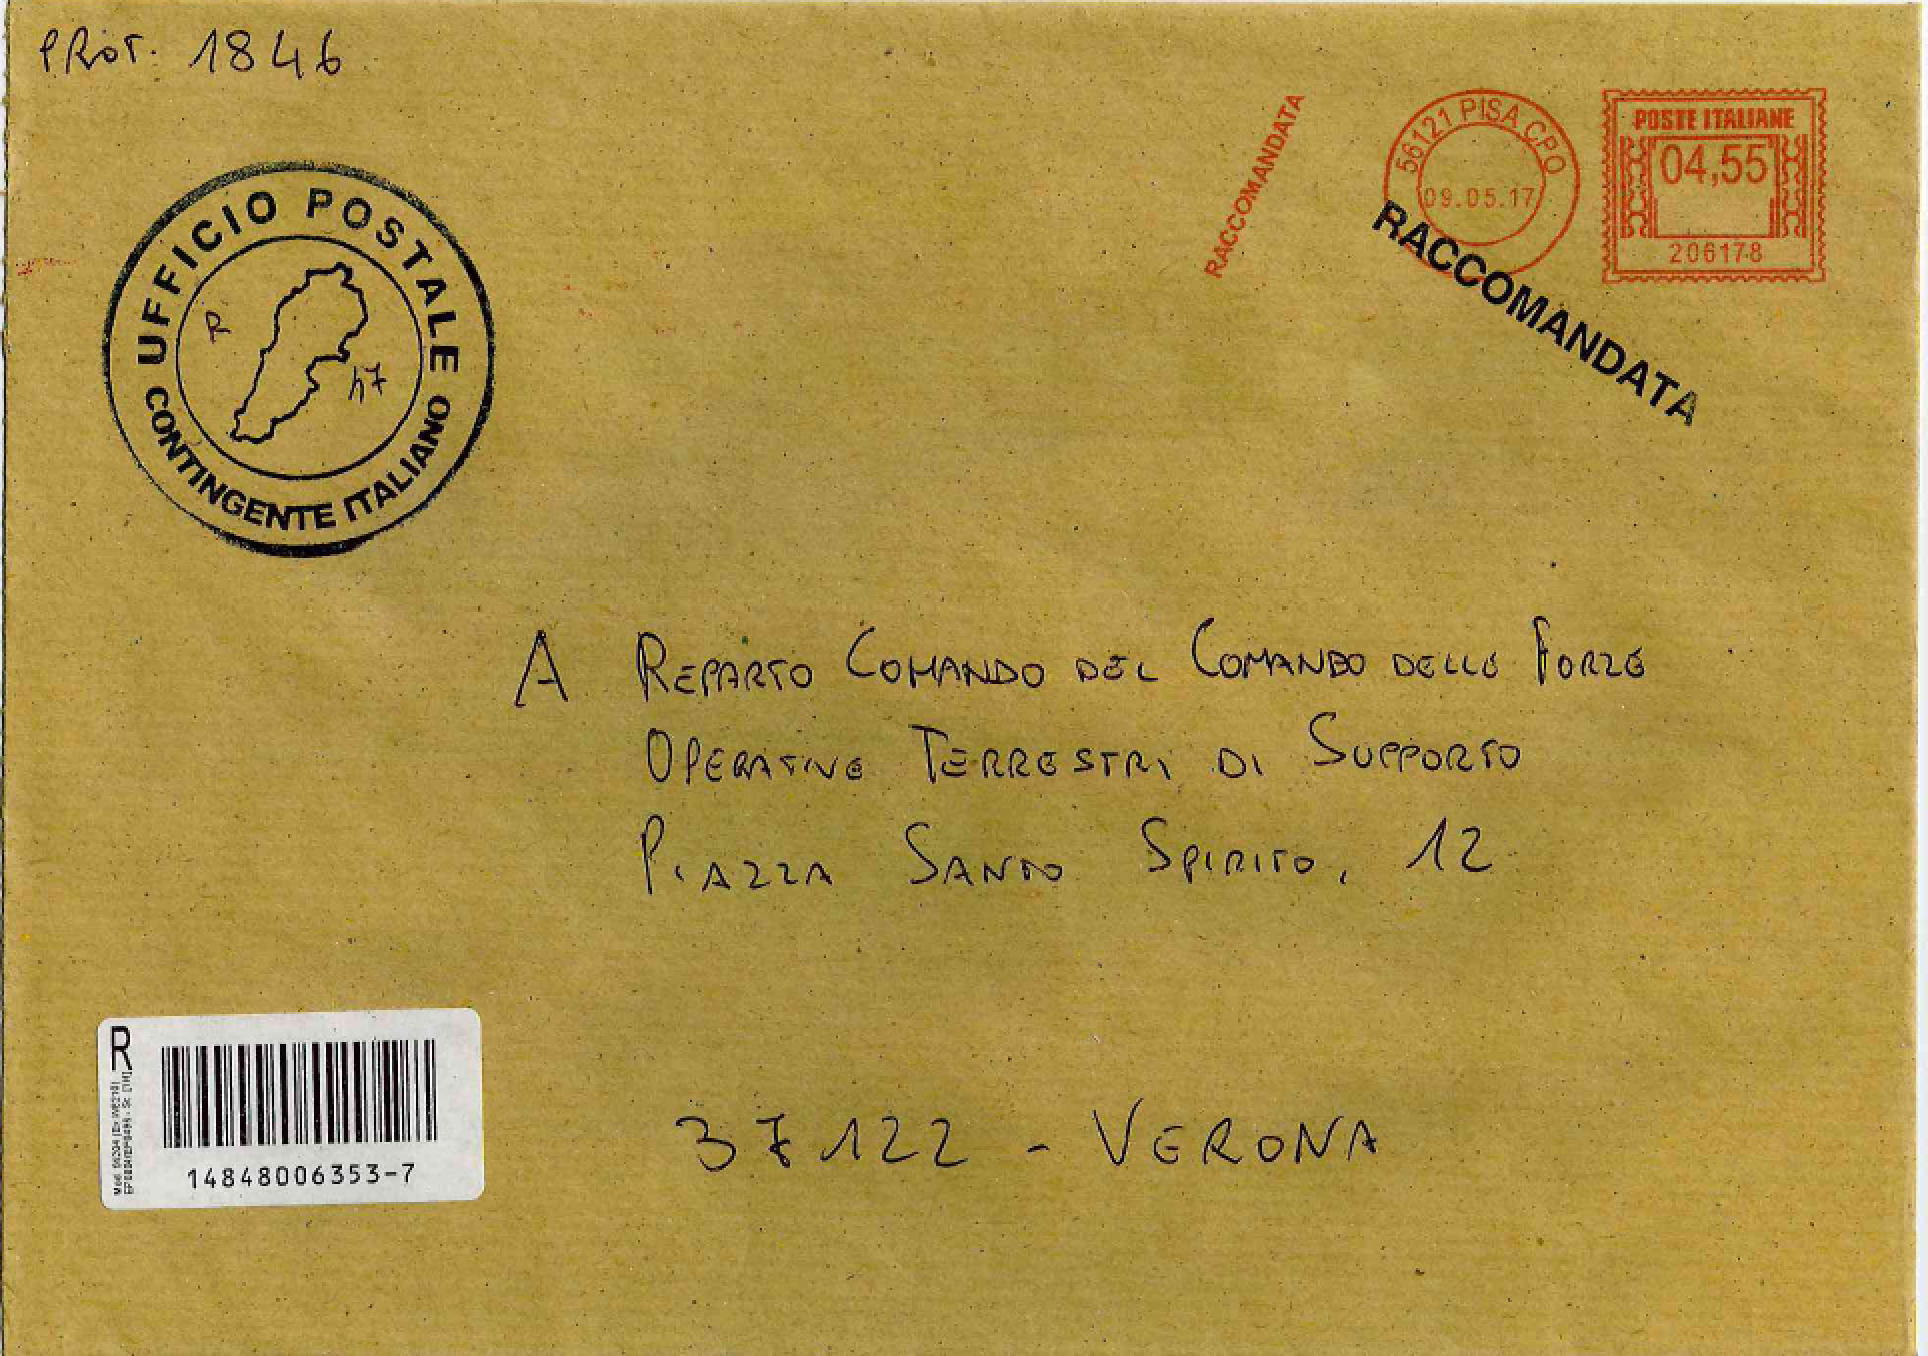 PROT. 1846
UFFICIO POSTALE
CONTINGENTE ITALIANO
R
h7
RACCOMANDATA
56121 PISA CPO
09.05.17
POSTE ITALIANE
04,55
206178
RACCOMANDATA
A REPARTO COMANDO DEL COMANDO DELLE FORZE
OPERATIVE TERRESTRI DI SUPPORTO
PIAZZA SANTO SPIRITO, 12
37122 - VERONA
R
14848006353-7